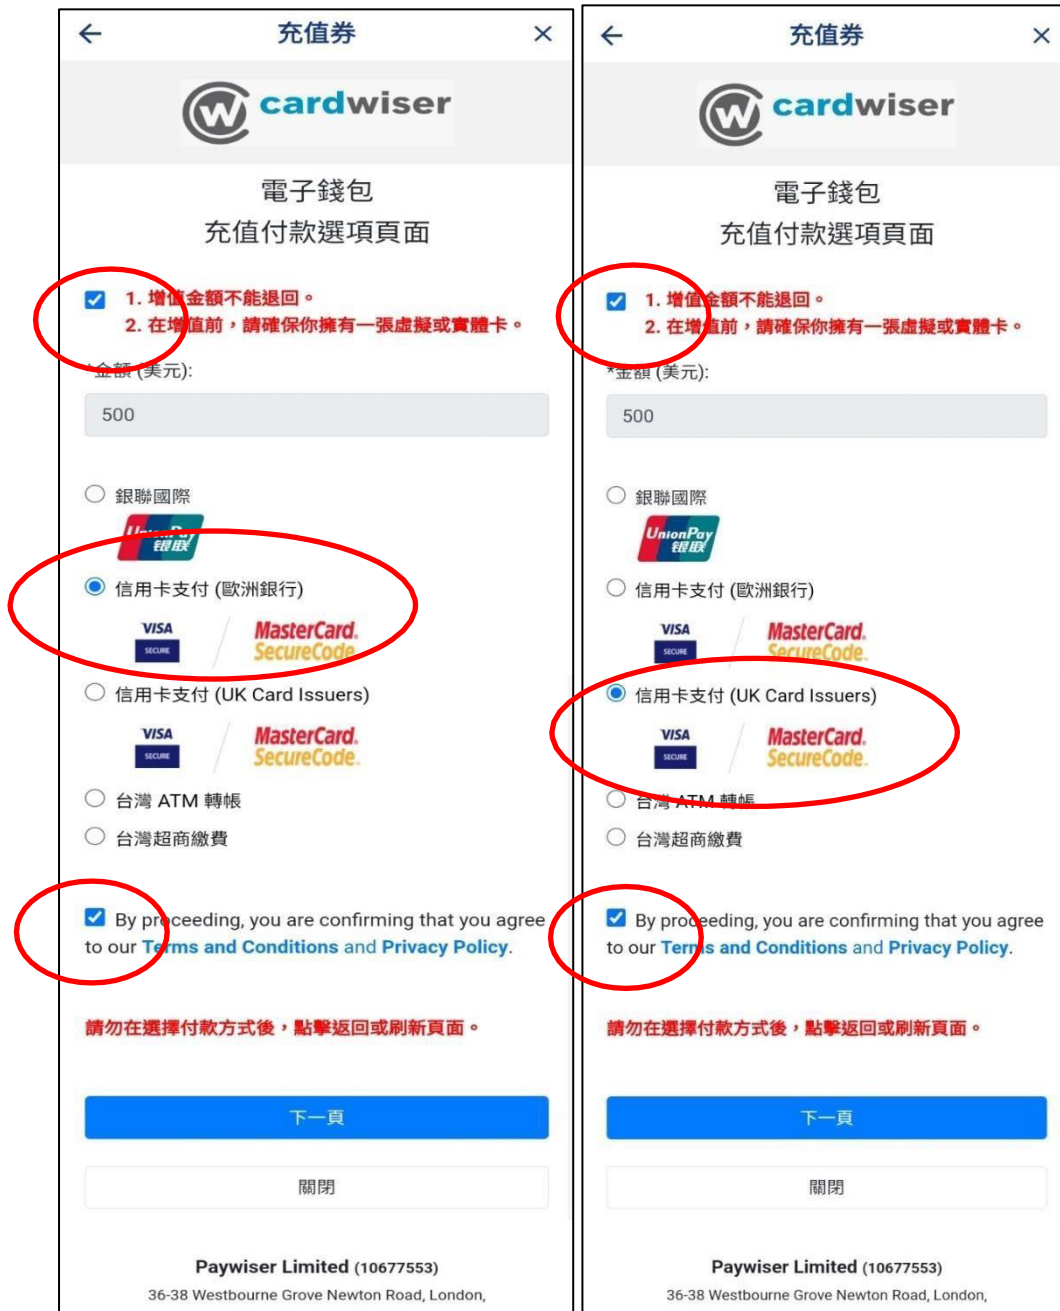 充值券
cardwiser
電子錢包
充值付款選項頁面
1. 增值金額不能退回。
2. 在增值前，請確保你擁有一張虛擬或實體卡。
*金額 (美元):
500
銀聯國際
UnionPay
银联
信用卡支付 (歐洲銀行)
VISA
SECURE
MasterCard.
SecureCode.
信用卡支付 (UK Card Issuers)
VISA
SECURE
MasterCard.
SecureCode.
台灣 ATM 轉帳
台灣超商繳費
By proceeding, you are confirming that you agree
to our Terms and Conditions and Privacy Policy.
請勿在選擇付款方式後，點擊返回或刷新頁面。
下一頁
關閉
Paywiser Limited (10677553)
36-38 Westbourne Grove Newton Road, London,
充值券
cardwiser
電子錢包
充值付款選項頁面
1. 增值金額不能退回。
2. 在增值前，請確保你擁有一張虛擬或實體卡。
*金額 (美元):
500
銀聯國際
UnionPay
银联
信用卡支付 (歐洲銀行)
VISA
SECURE
MasterCard.
SecureCode.
信用卡支付 (UK Card Issuers)
VISA
SECURE
MasterCard.
SecureCode.
台灣 ATM 轉帳
台灣超商繳費
By proceeding, you are confirming that you agree
to our Terms and Conditions and Privacy Policy.
請勿在選擇付款方式後，點擊返回或刷新頁面。
下一頁
關閉
Paywiser Limited (10677553)
36-38 Westbourne Grove Newton Road, London,